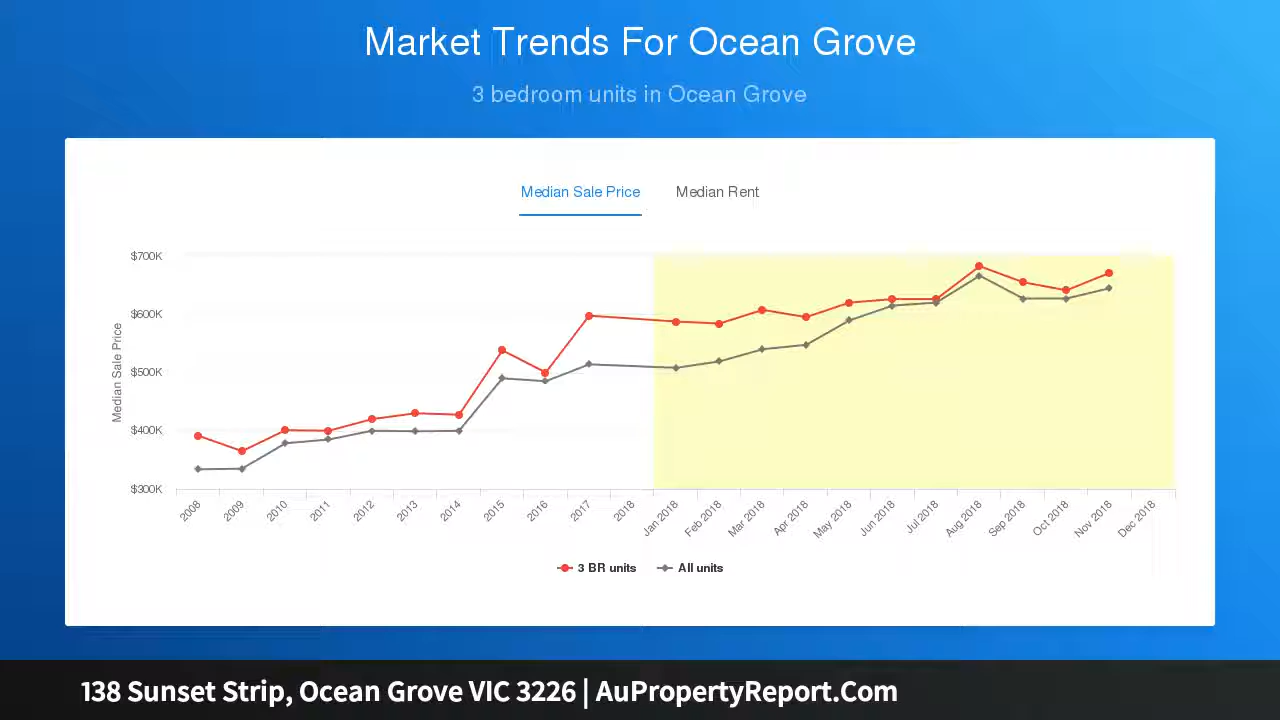 Market Trends For Ocean Grove
3 bedroom units in Ocean Grove
Median Sale Price Median Rent
Median Sale Price
$700K
$600K
$500K
$400K
$300K
2008 2009 2010 2011 2012 2013 2014 2015 2016 2017 2018 Jan 2018 Feb 2018 Mar 2018 Apr 2018 May 2018 Jun 2018 Jul 2018 Aug 2018 Sep 2018 Oct 2018 Nov 2018 Dec 2018
3 BR units All units
138 Sunset Strip, Ocean Grove VIC 3226 | AuPropertyReport.Com